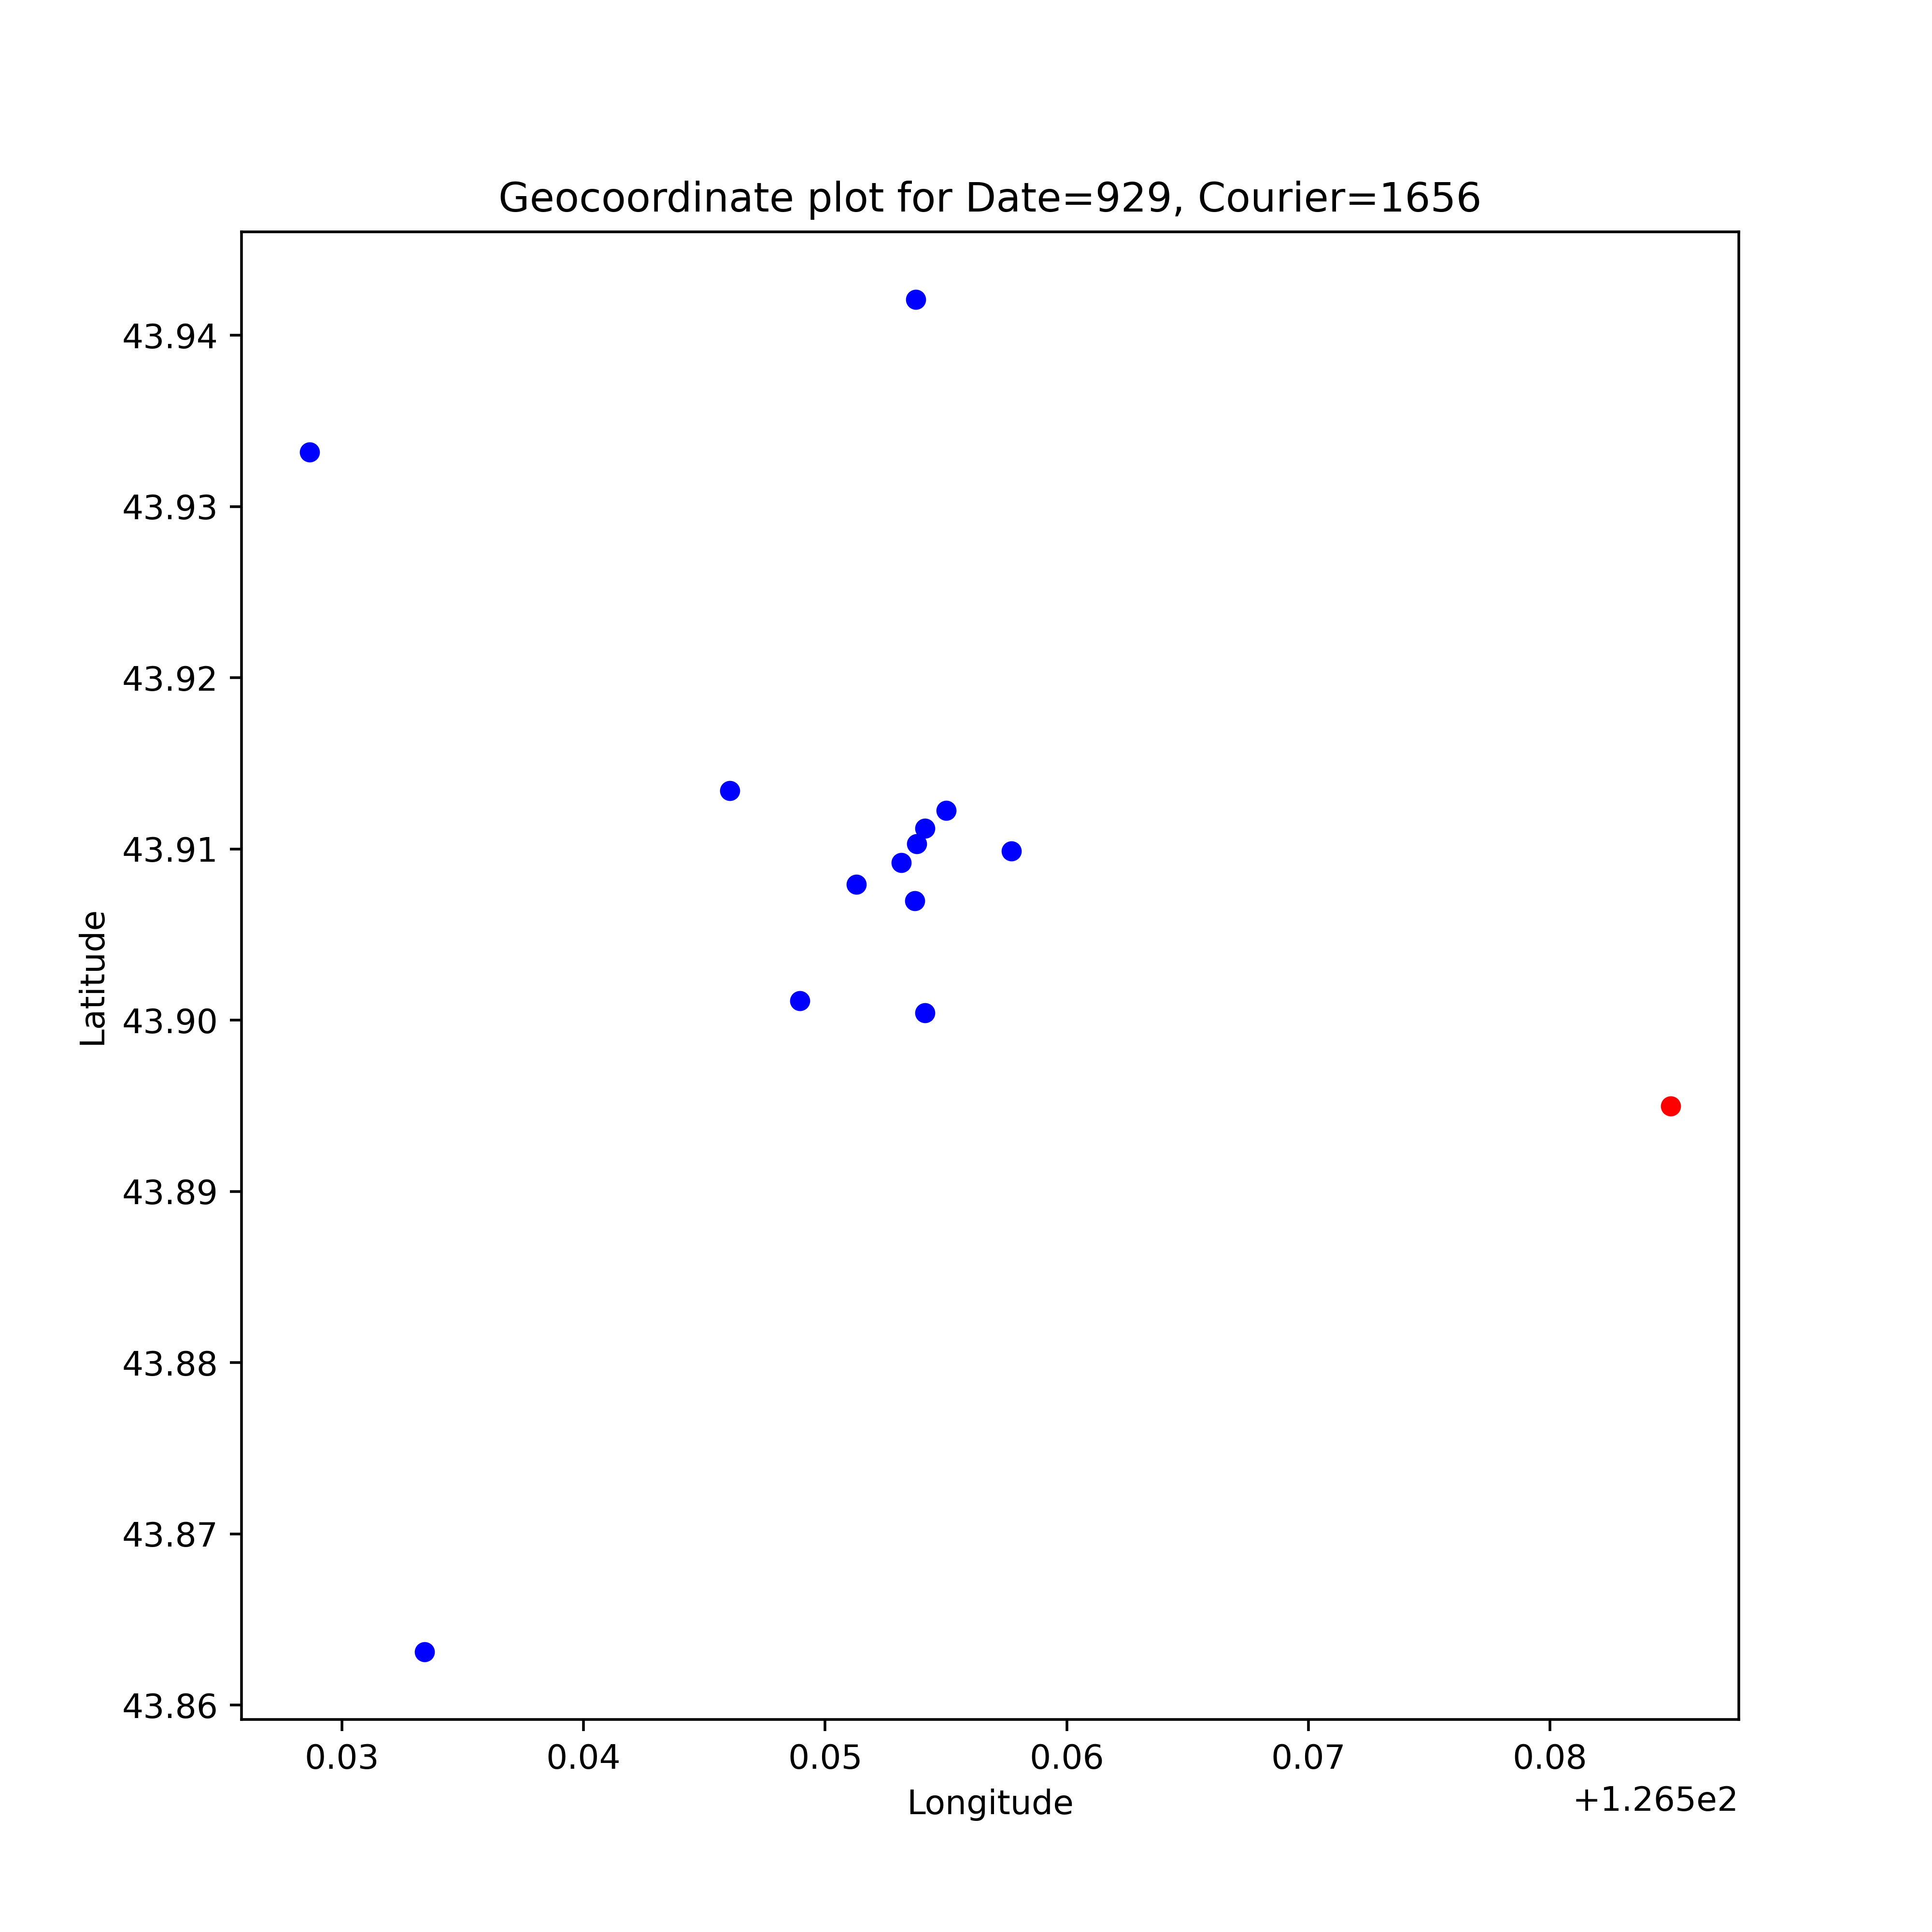 Geocoordinate plot for Date=929, Courier=1656
43.94
43.93
43.92
43.91
43.90
43.89
43.88
43.87
43.86
Latitude
0.03 0.04 0.05 0.06 0.07 0.08
+1.265e2
Longitude